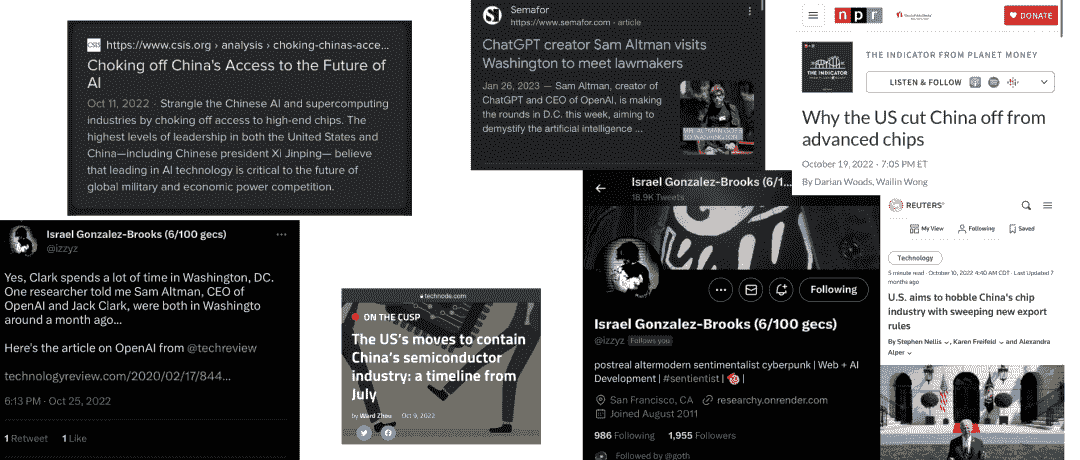 CSIS https://www.csis.org › analysis › choking-chinas-acce...
Choking off China's Access to the Future of
AI
Oct 11, 2022 · Strangle the Chinese AI and supercomputing
industries by choking off access to high-end chips. The
highest levels of leadership in both the United States and
China—including Chinese president Xi Jinping— believe
that leading in AI technology is critical to the future of
global military and economic power competition.
Semafor
https://www.semafor.com › article
ChatGPT creator Sam Altman visits
Washington to meet lawmakers
Jan 26, 2023 — Sam Altman, creator of
ChatGPT and CEO of OpenAI, is making
the rounds in D.C. this week, aiming to
demystify the artificial intelligence ...
MR. ALTMAN GOES
TO WASHINGTON
npr
DONATE
THE INDICATOR
THE INDICATOR FROM PLANET MONEY
LISTEN & FOLLOW
Why the US cut China off from
advanced chips
October 19, 2022 · 7:05 PM ET
By Darian Woods, Wailin Wong
Israel Gonzalez-Brooks (6/100 gecs)
@izzyz
Yes, Clark spends a lot of time in Washington, DC.
One researcher told me Sam Altman, CEO of
OpenAI and Jack Clark, were both in Washingto
around a month ago...
Here's the article on OpenAI from @techreview
technologyreview.com/2020/02/17/844...
6:13 PM · Oct 25, 2022
1 Retweet 1 Like
technode.com
ON THE CUSP
The US's moves to contain
China's semiconductor
industry: a timeline from
July
by Ward Zhou Oct 9, 2022
Israel Gonzalez-Brooks (6/1...
18.9K Tweets
Following
Israel Gonzalez-Brooks (6/100 gecs)
@izzyz Follows you
postreal altermodern sentimentalist cyberpunk | Web + AI
Development | #sentientist | |
San Francisco, CA researchy.onrender.com
Joined August 2011
986 Following 1,955 Followers
Followed by @goth
REUTERS
My View Following Saved
Technology
5 minute read · October 10, 2022 4:40 AM CDT · Last Updated 7
months ago
U.S. aims to hobble China's chip
industry with sweeping new export
rules
By Stephen Nellis, Karen Freifeld and Alexandra
Alper